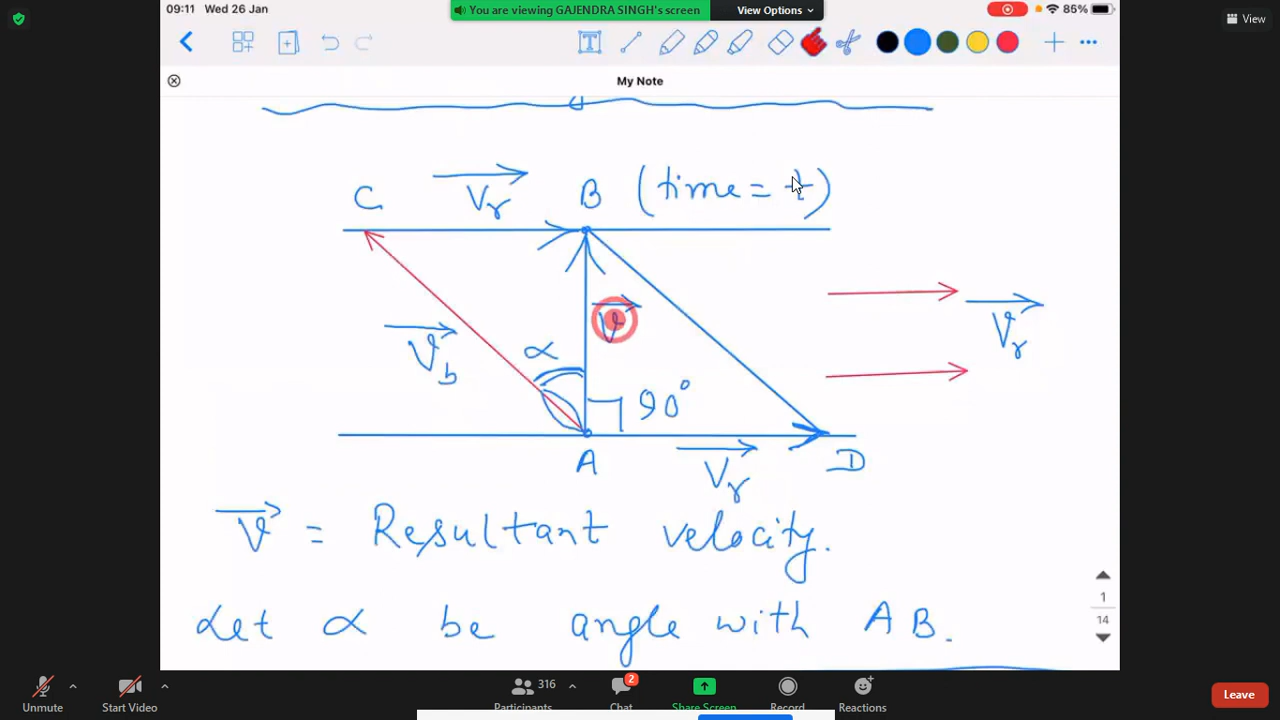 09:11 Wed 26 Jan
You are viewing GAJENDRA SINGH's screen
View Options
85%
View
My Note
C Vr B (time = t)
V
Vb
α
Vr
90°
A Vr D
V = Resultant velocity.
Let α be angle with AB.
1
14
316
2
Unmute
Start Video
Participants
Chat
Share Screen
Record
Reactions
Leave